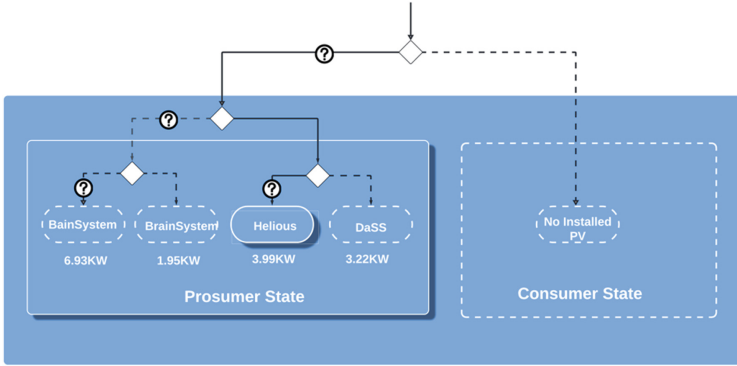 ?
?
?
?
BainSystem
BrainSystem
Helious
DaSS
No Installed
PV
6.93KW
1.95KW
3.99KW
3.22KW
Prosumer State
Consumer State